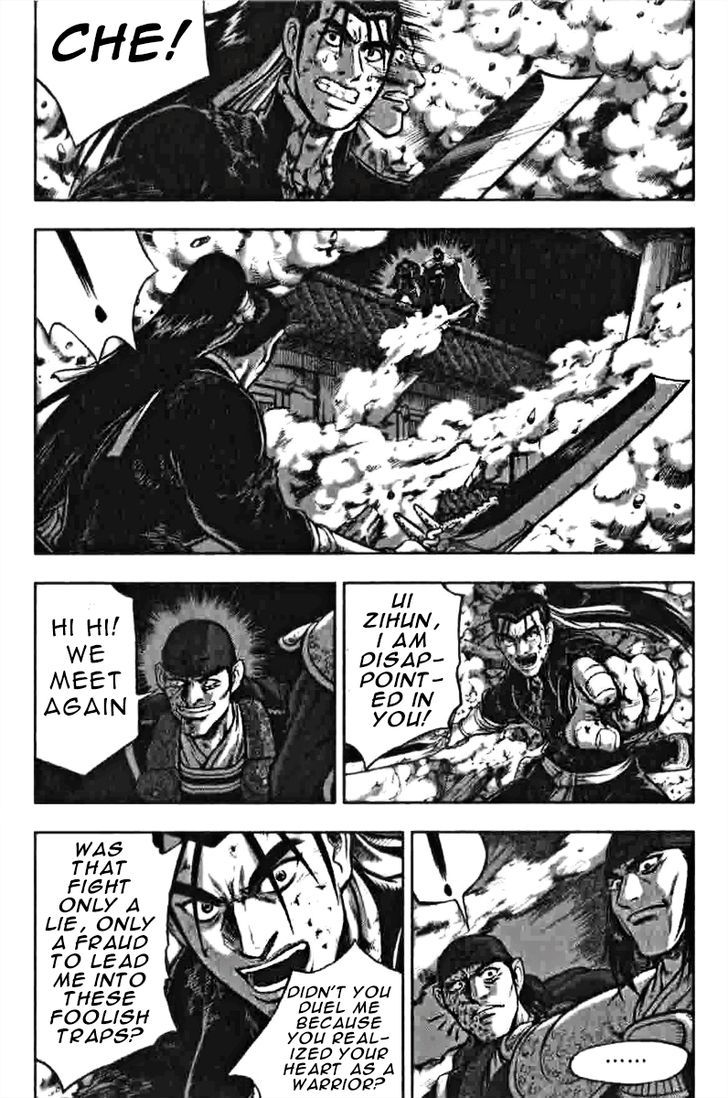 CHE!
!
UI
ZIHUN,
I AM
DISAP-
POINT-
ED IN
YOU!
HI HI!
WE
MEET
AGAIN
!
......
WAS
THAT
FIGHT
ONLY A
LIE, ONLY
A FRAUD
TO LEAD
ME INTO
THESE
FOOLISH
TRAPS?
DIDN'T YOU
DUEL ME
BECAUSE
YOU REAL-
IZED YOUR
HEART AS A
WARRIOR?